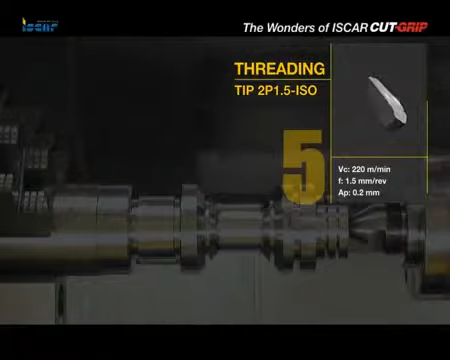 ISCAR
The Wonders of ISCAR CUT-GRIP
THREADING
TIP 2P1.5-ISO
5
Vc: 220 m/min
f: 1.5 mm/rev
Ap: 0.2 mm